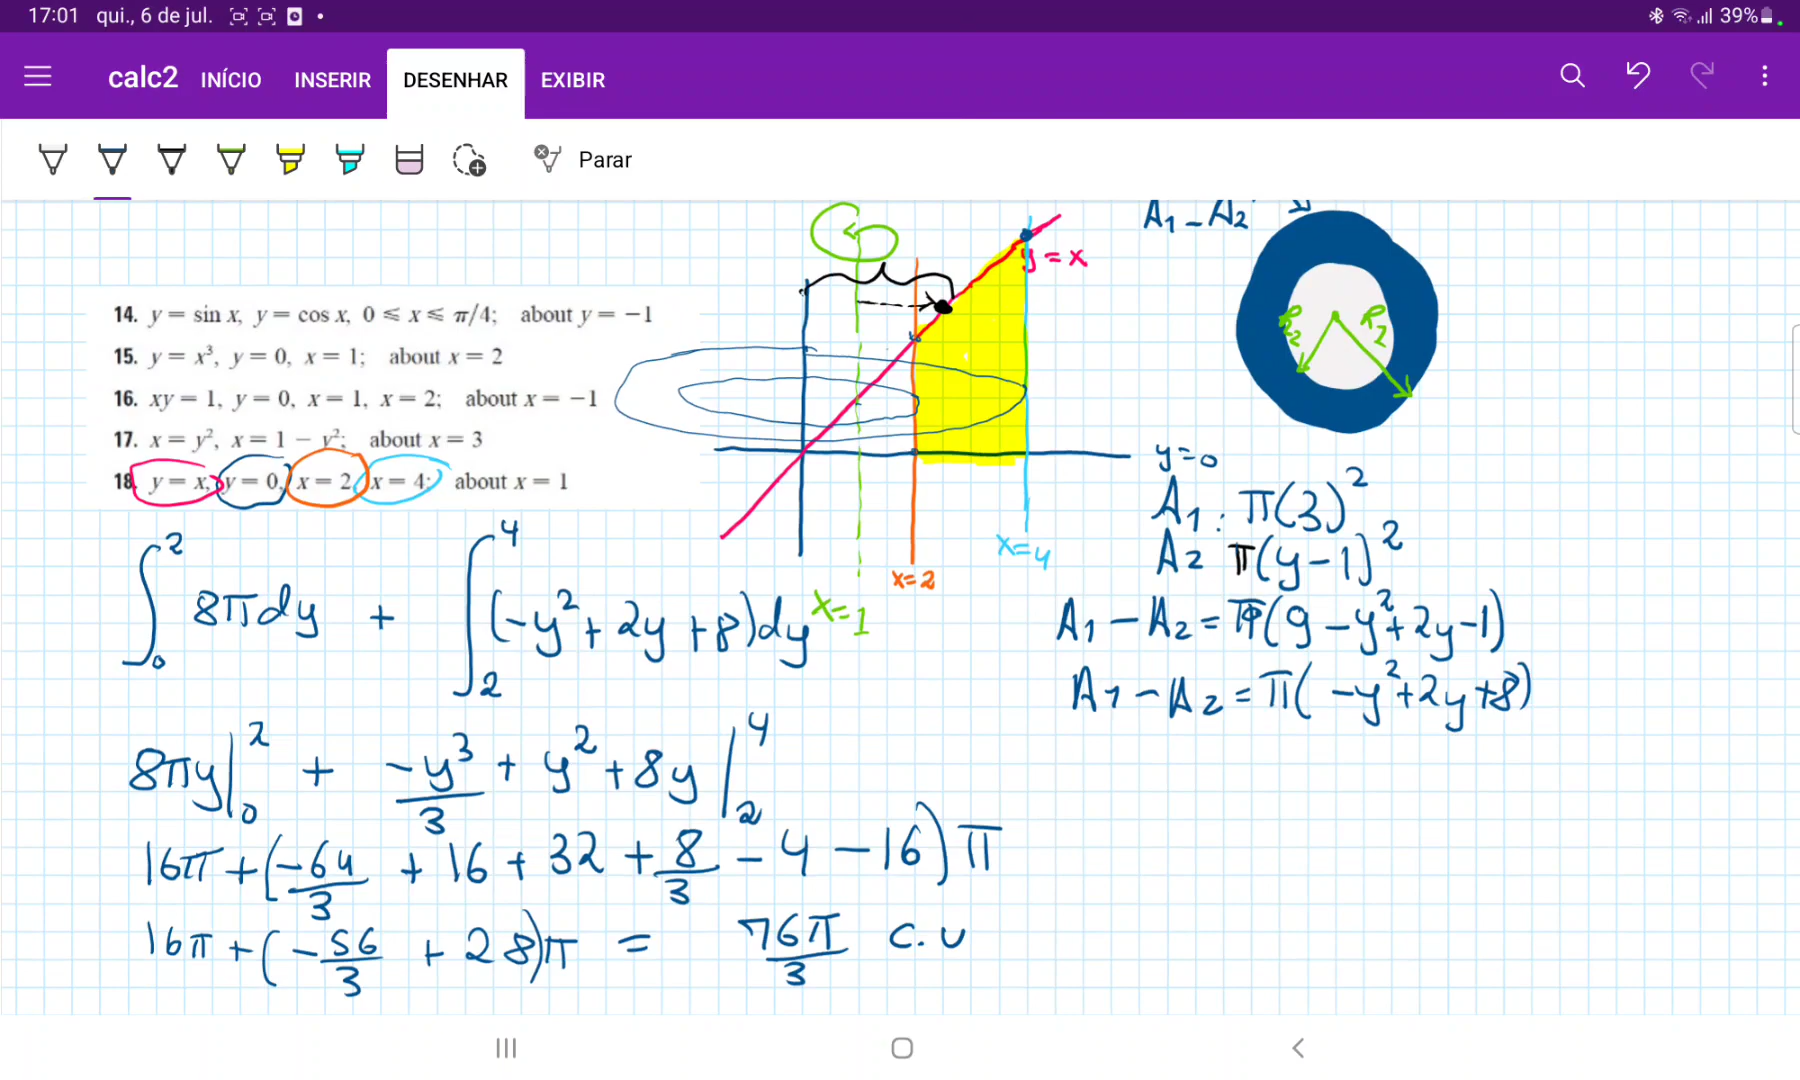 17:01 qui., 6 de jul.
39%
calc2 INÍCIO INSERIR DESENHAR EXIBIR
Parar
A1 - A2
y = x
14. y = sin x, y = cos x, 0 ⩽ x ⩽ π/4; about y = −1
15. y = x³, y = 0, x = 1; about x = 2
16. xy = 1, y = 0, x = 1, x = 2; about x = −1
17. x = y², x = 1 − y²; about x = 3
18. y = x, y = 0, x = 2, x = 4; about x = 1
R2 R2
y=0
x=4
x=2
x=1
A1: π(3)²
A2 π(y-1)²
A1 - A2 = π(9 - y² + 2y - 1)
A1 - A2 = π( -y² + 2y + 8)
∫₀² 8π dy + ∫₂⁴ (-y² + 2y + 8) dy
8πy|₀² + -y³/3 + y² + 8y |₂⁴
16π + (-64/3 + 16 + 32 + 8/3 - 4 - 16)π
16π + (-56/3 + 28)π = 76π/3 c.u